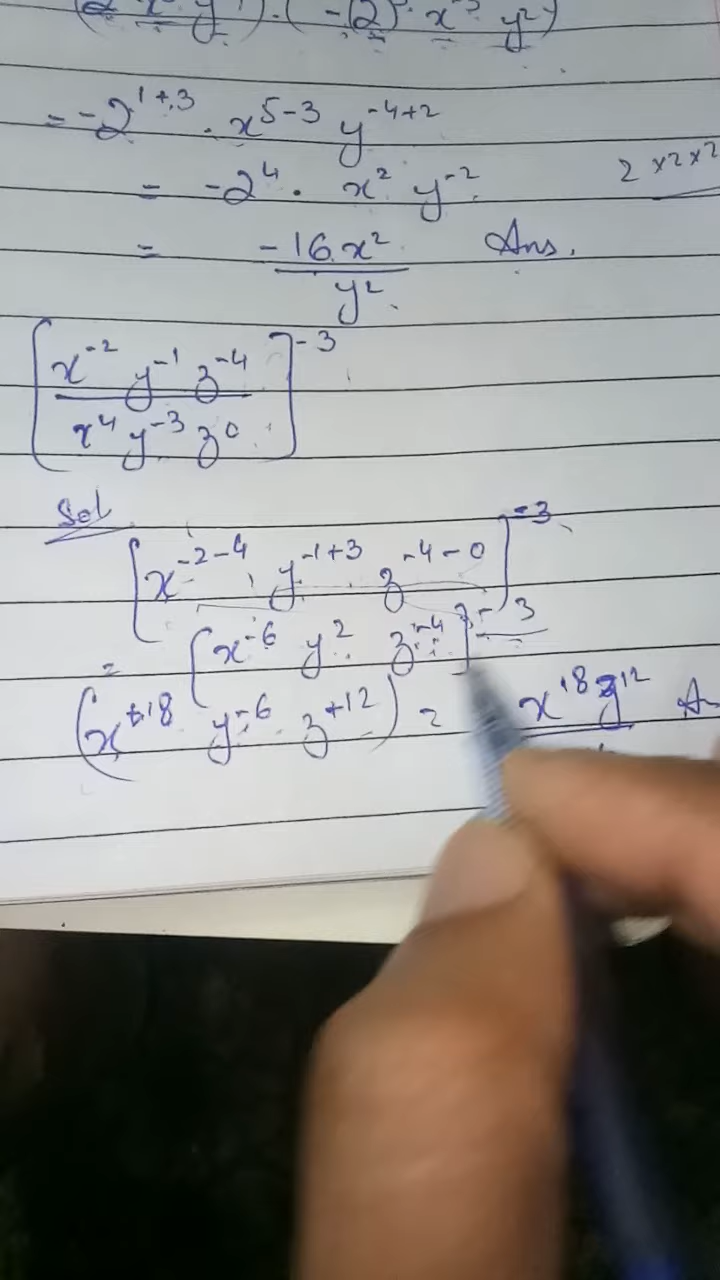 = -2^{1+3} · x^{5-3} y^{-4+2}
= -2^4 · x^2 y^{-2} 2×2×2
= \frac{-16x^2}{y^2} Ans.
[\frac{x^{-2} y^{-1} z^{-4}}{x^4 y^{-3} z^0}]^{-3}
Sol
[x^{-2-4} y^{-1+3} z^{-4-0}]^{-3}
= [x^{-6} y^2 z^{-4}]^{-3}
(x^{+18} y^{-6} z^{+12}) = x^{18} z^{12}